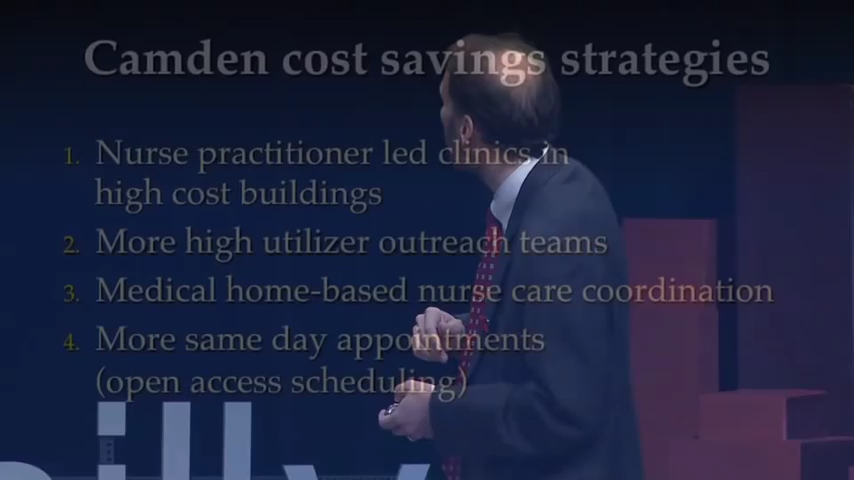 Camden cost savings strategies
1. Nurse practitioner led clinics in
high cost buildings
2. More high utilizer outreach teams
3. Medical home-based nurse care coordination
4. More same day appointments
(open access scheduling)